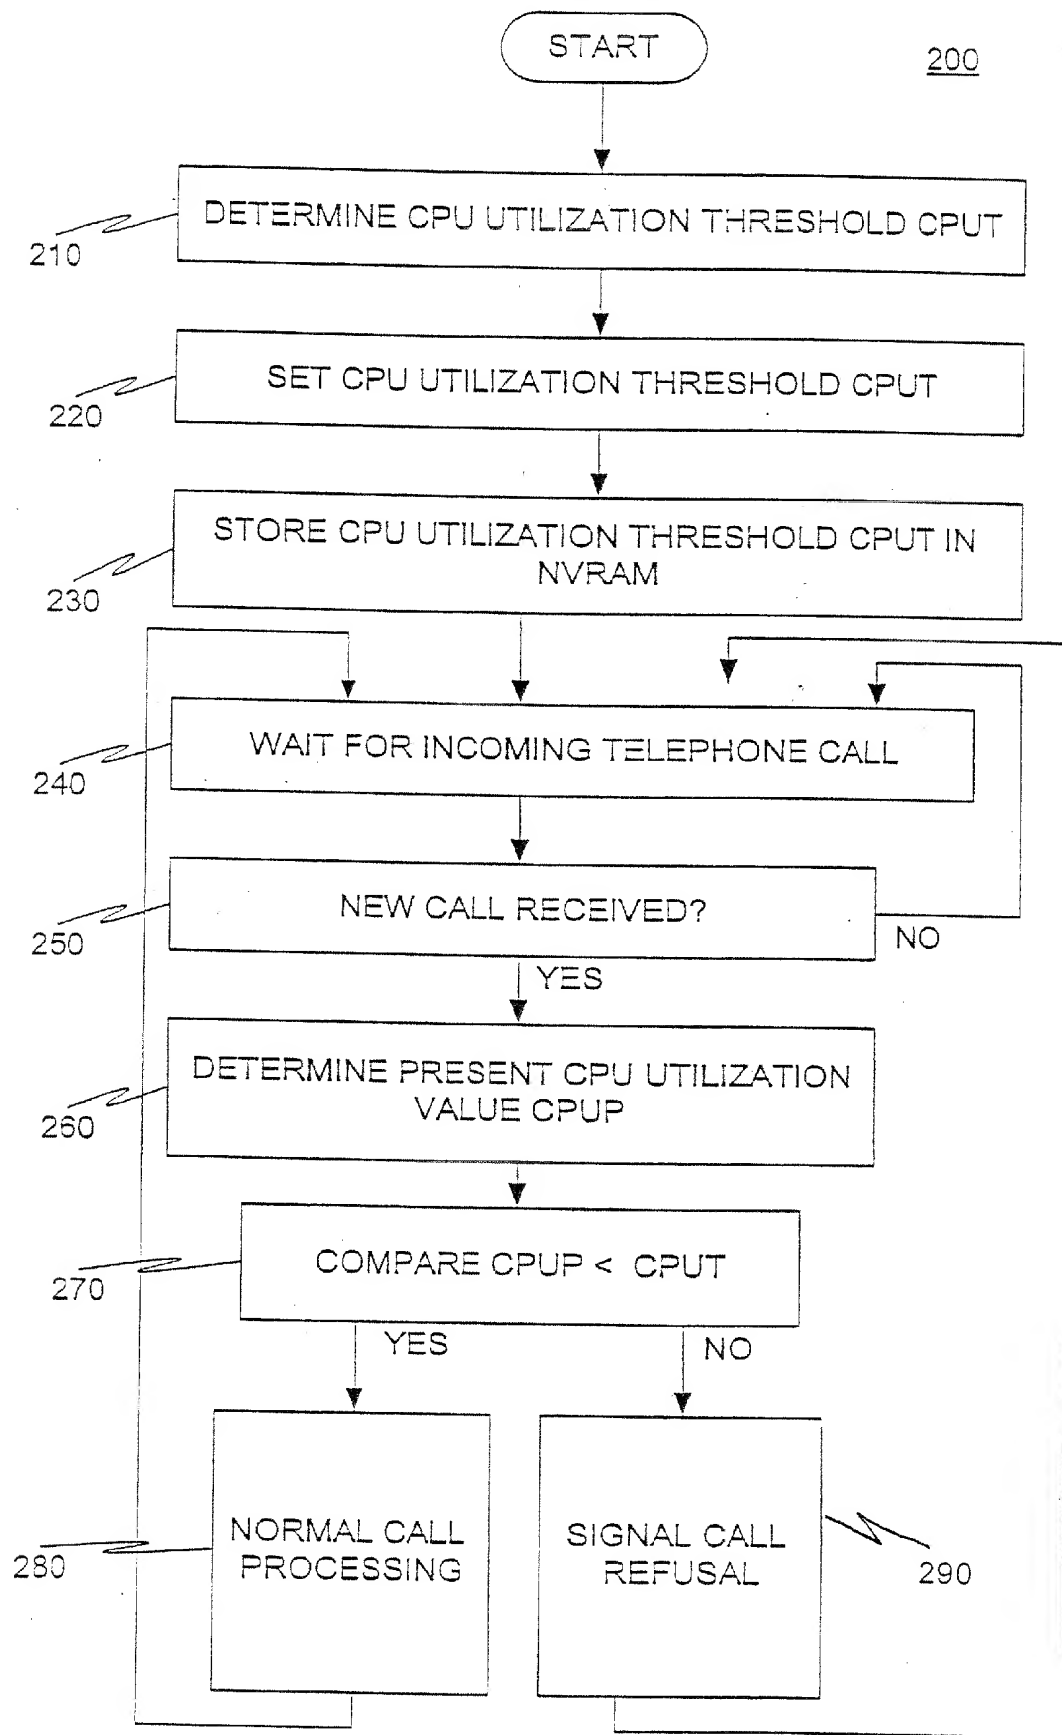 START
200
DETERMINE CPU UTILIZATION THRESHOLD CPUT
210
SET CPU UTILIZATION THRESHOLD CPUT
220
STORE CPU UTILIZATION THRESHOLD CPUT IN
NVRAM
230
WAIT FOR INCOMING TELEPHONE CALL
240
NEW CALL RECEIVED?
250
NO
YES
DETERMINE PRESENT CPU UTILIZATION
VALUE CPUP
260
COMPARE CPUP < CPUT
270
YES
NO
NORMAL CALL
PROCESSING
280
SIGNAL CALL
REFUSAL
290